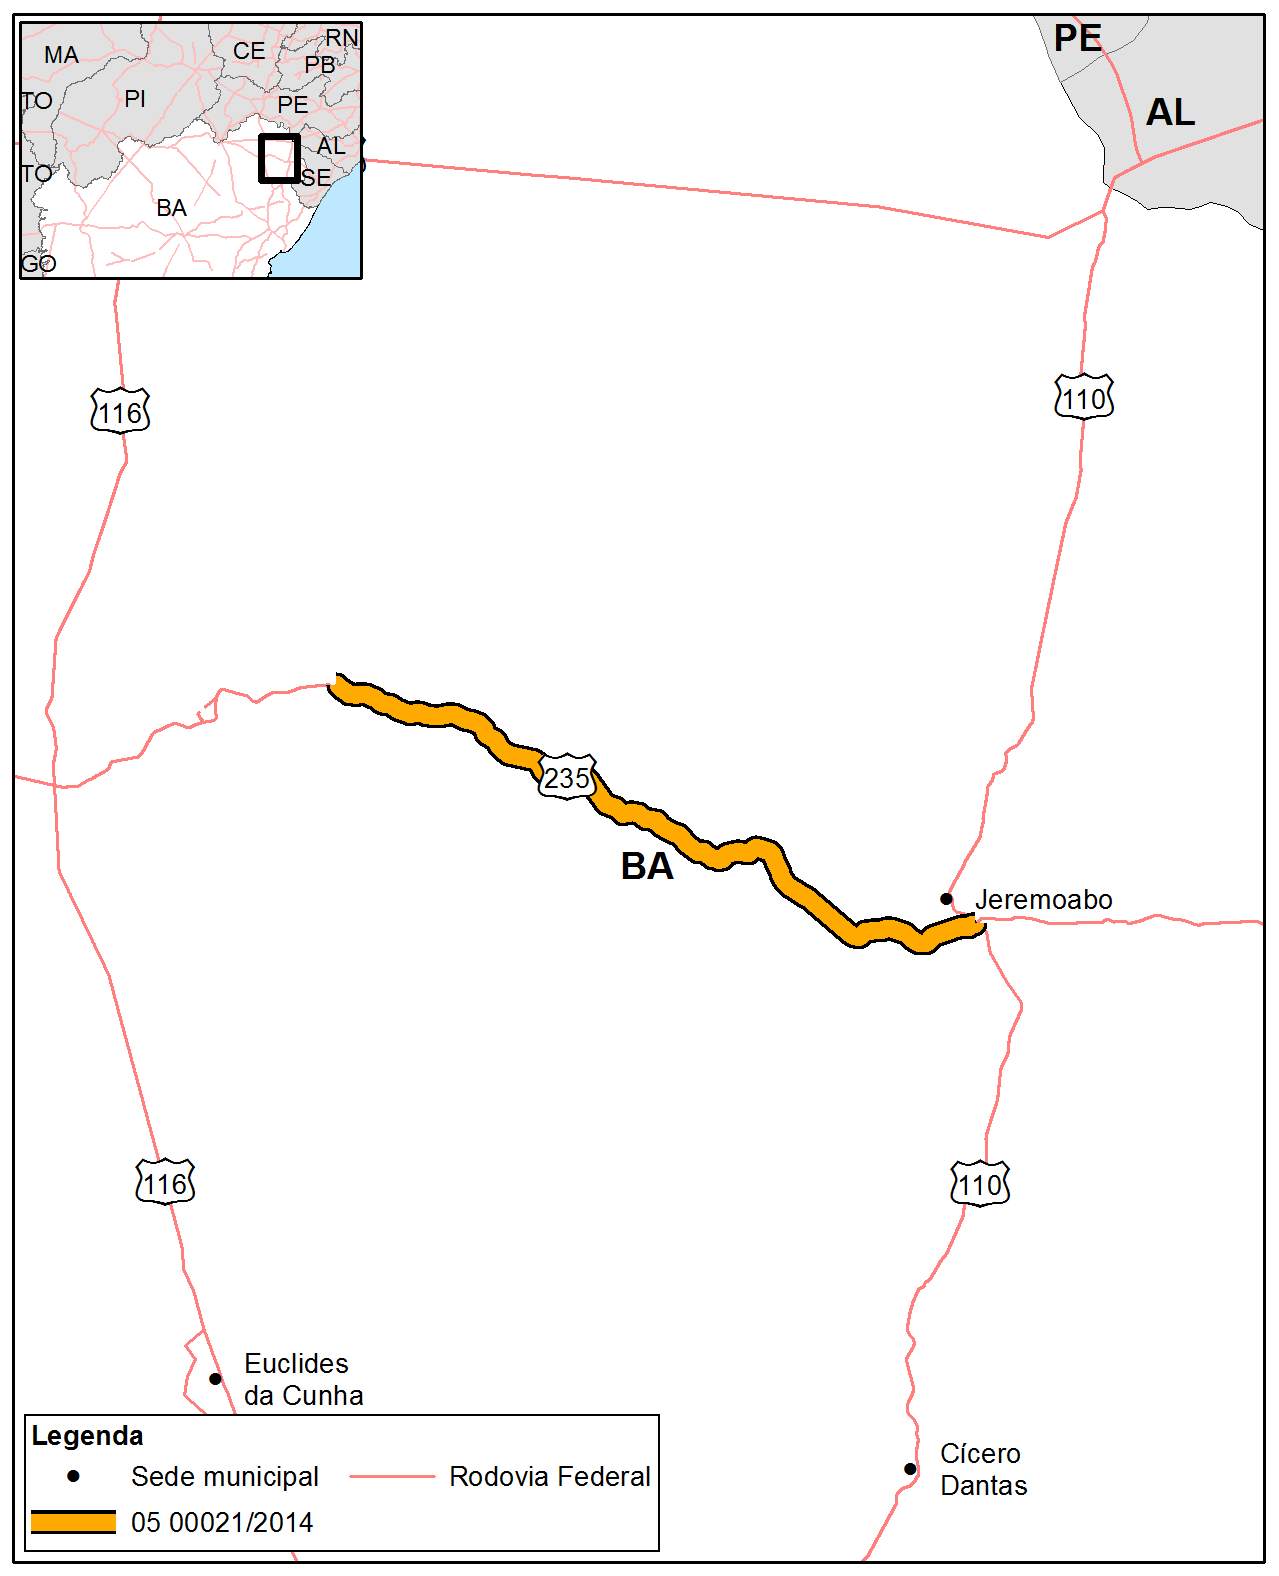 MA
CE
RN
PB
TO
PI
PE
AL
TO
SE
BA
GO
PE
AL
116
110
235
BA
Jeremoabo
116
110
Euclides
da Cunha
Cícero
Dantas
Legenda
Sede municipal
Rodovia Federal
05 00021/2014